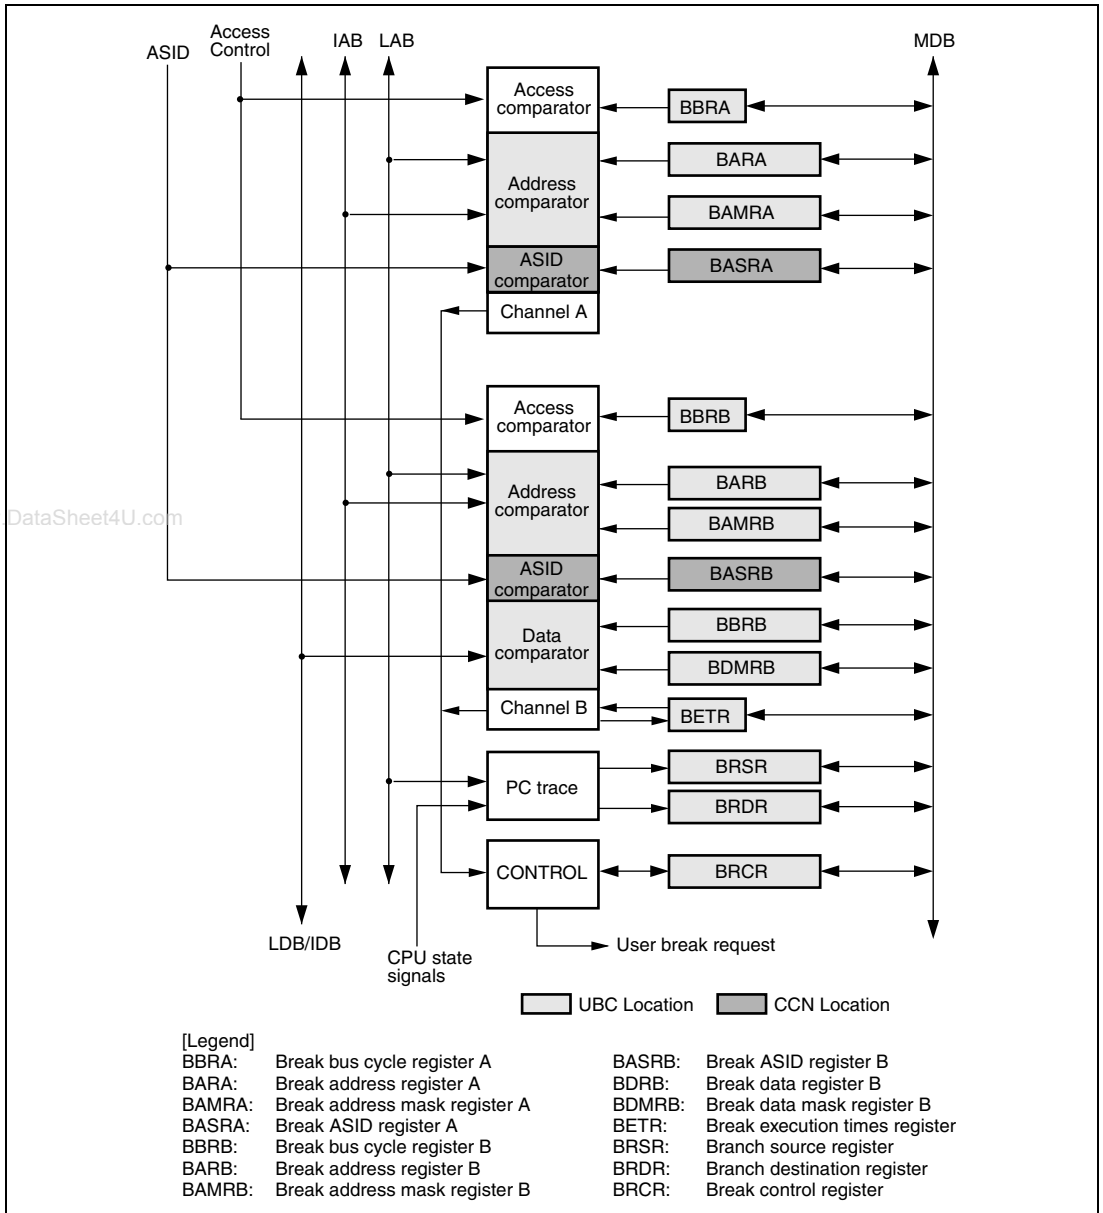 Access
Control
ASID
IAB
LAB
MDB
Access
comparator
BBRA
Address
comparator
BARA
BAMRA
ASID
comparator
BASRA
Channel A
Access
comparator
BBRB
Address
comparator
BARB
BAMRB
.DataSheet4U.com
ASID
comparator
BASRB
Data
comparator
BBRB
BDMRB
Channel B
BETR
PC trace
BRSR
BRDR
CONTROL
BRCR
LDB/IDB
CPU state
signals
User break request
UBC Location
CCN Location
[Legend]
BBRA: Break bus cycle register A
BARA: Break address register A
BAMRA: Break address mask register A
BASRA: Break ASID register A
BBRB: Break bus cycle register B
BARB: Break address register B
BAMRB: Break address mask register B
BASRB: Break ASID register B
BDRB: Break data register B
BDMRB: Break data mask register B
BETR: Break execution times register
BRSR: Branch source register
BRDR: Branch destination register
BRCR: Break control register